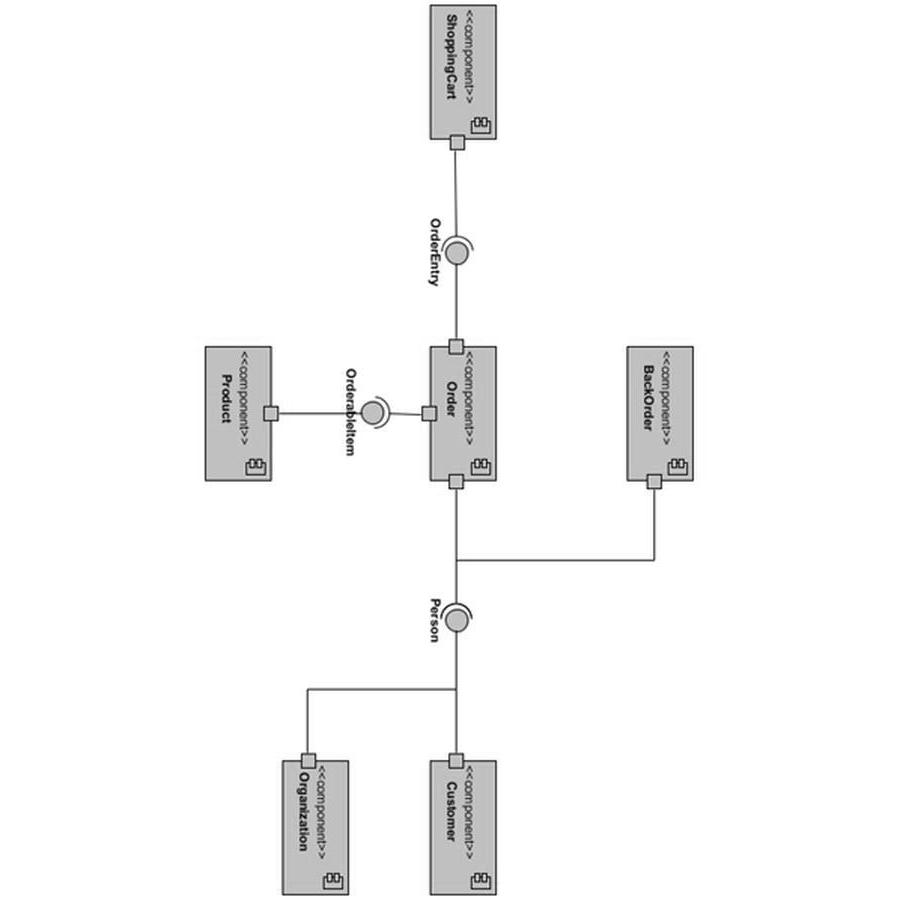 <<component>>
BackOrder
<<component>>
ShoppingCart
OrderEntry
<<component>>
Order
Person
<<component>>
Customer
OrderableItem
<<component>>
Organization
<<component>>
Product